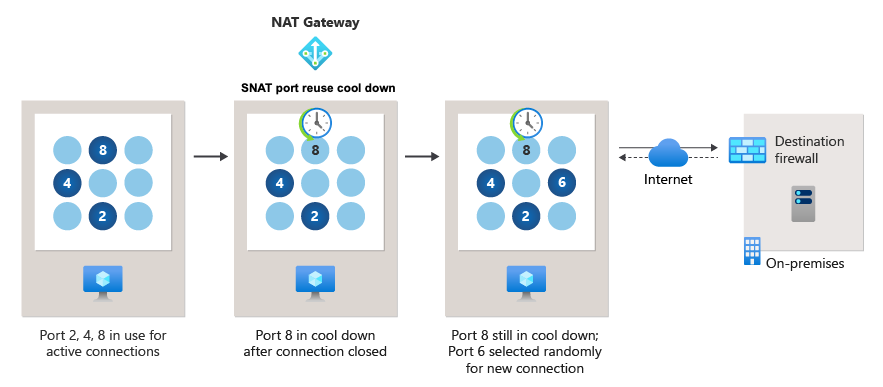 NAT Gateway
SNAT port reuse cool down
8
4
2
Port 2, 4, 8 in use for
active connections
8
4
2
Port 8 in cool down
after connection closed
8
4
6
2
Port 8 still in cool down;
Port 6 selected randomly
for new connection
Internet
Destination
firewall
On-premises